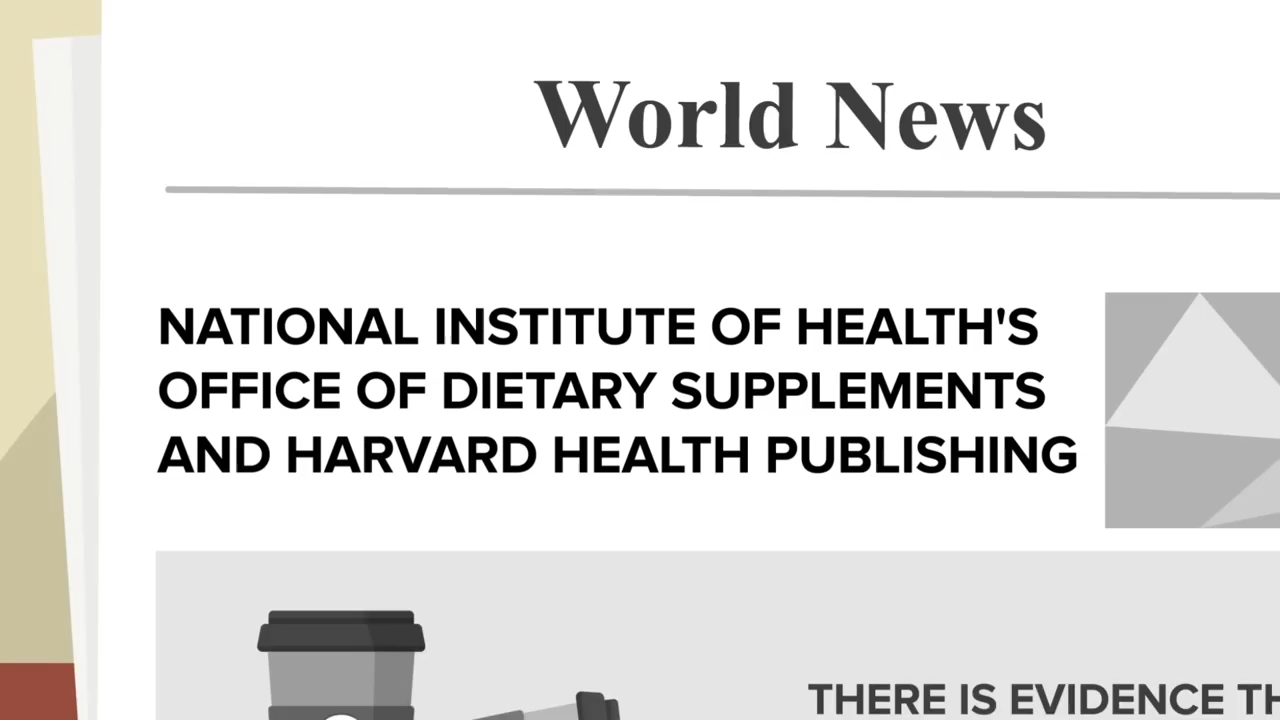 World News
NATIONAL INSTITUTE OF HEALTH'S
OFFICE OF DIETARY SUPPLEMENTS
AND HARVARD HEALTH PUBLISHING
THERE IS EVIDENCE